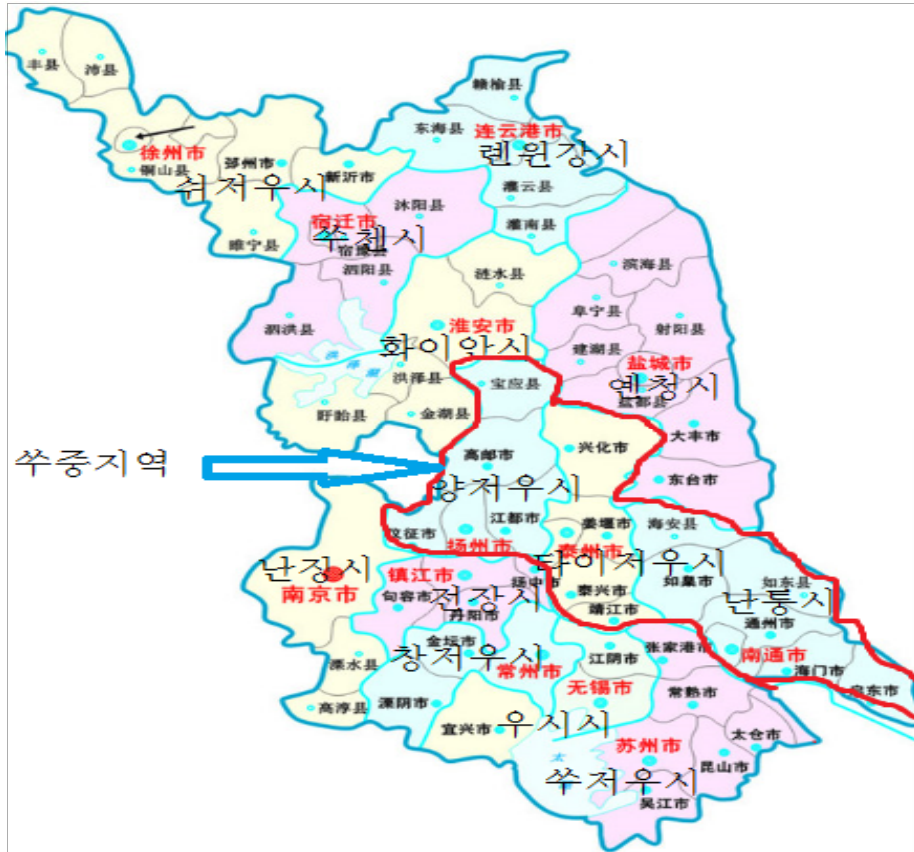 丰县
沛县
赣榆县
东海县
连云港市
렌윈강시
徐州市
铜山县
邳州市
新沂市
쉬저우시
灌云县
沭阳县
灌南县
宿迁市
쑤첸시
睢宁县
泗阳县
涟水县
滨海县
阜宁县
射阳县
泗洪县
淮安市
화이안시
建湖县
盐城市
옌청시
盐都县
洪泽湖
洪泽县
宝应县
盱眙县
金湖县
大丰市
兴化市
쑤중지역
高邮市
양저우시
东台市
仪征市
江都市
扬州市
姜堰市
海安县
泰州市
타이저우시
난징시
南京市
镇江市
전장시
句容市
丹阳市
扬中市
泰兴市
如皋市
如东县
난통시
靖江市
通州市
金坛市
창저우시
常州市
江阴市
张家港市
南通市
海门市
启东市
溧水县
高淳县
溧阴市
无锡市
常熟市
宜兴市
우시시
太仓市
苏州市
太
쑤저우시
昆山市
吴江市